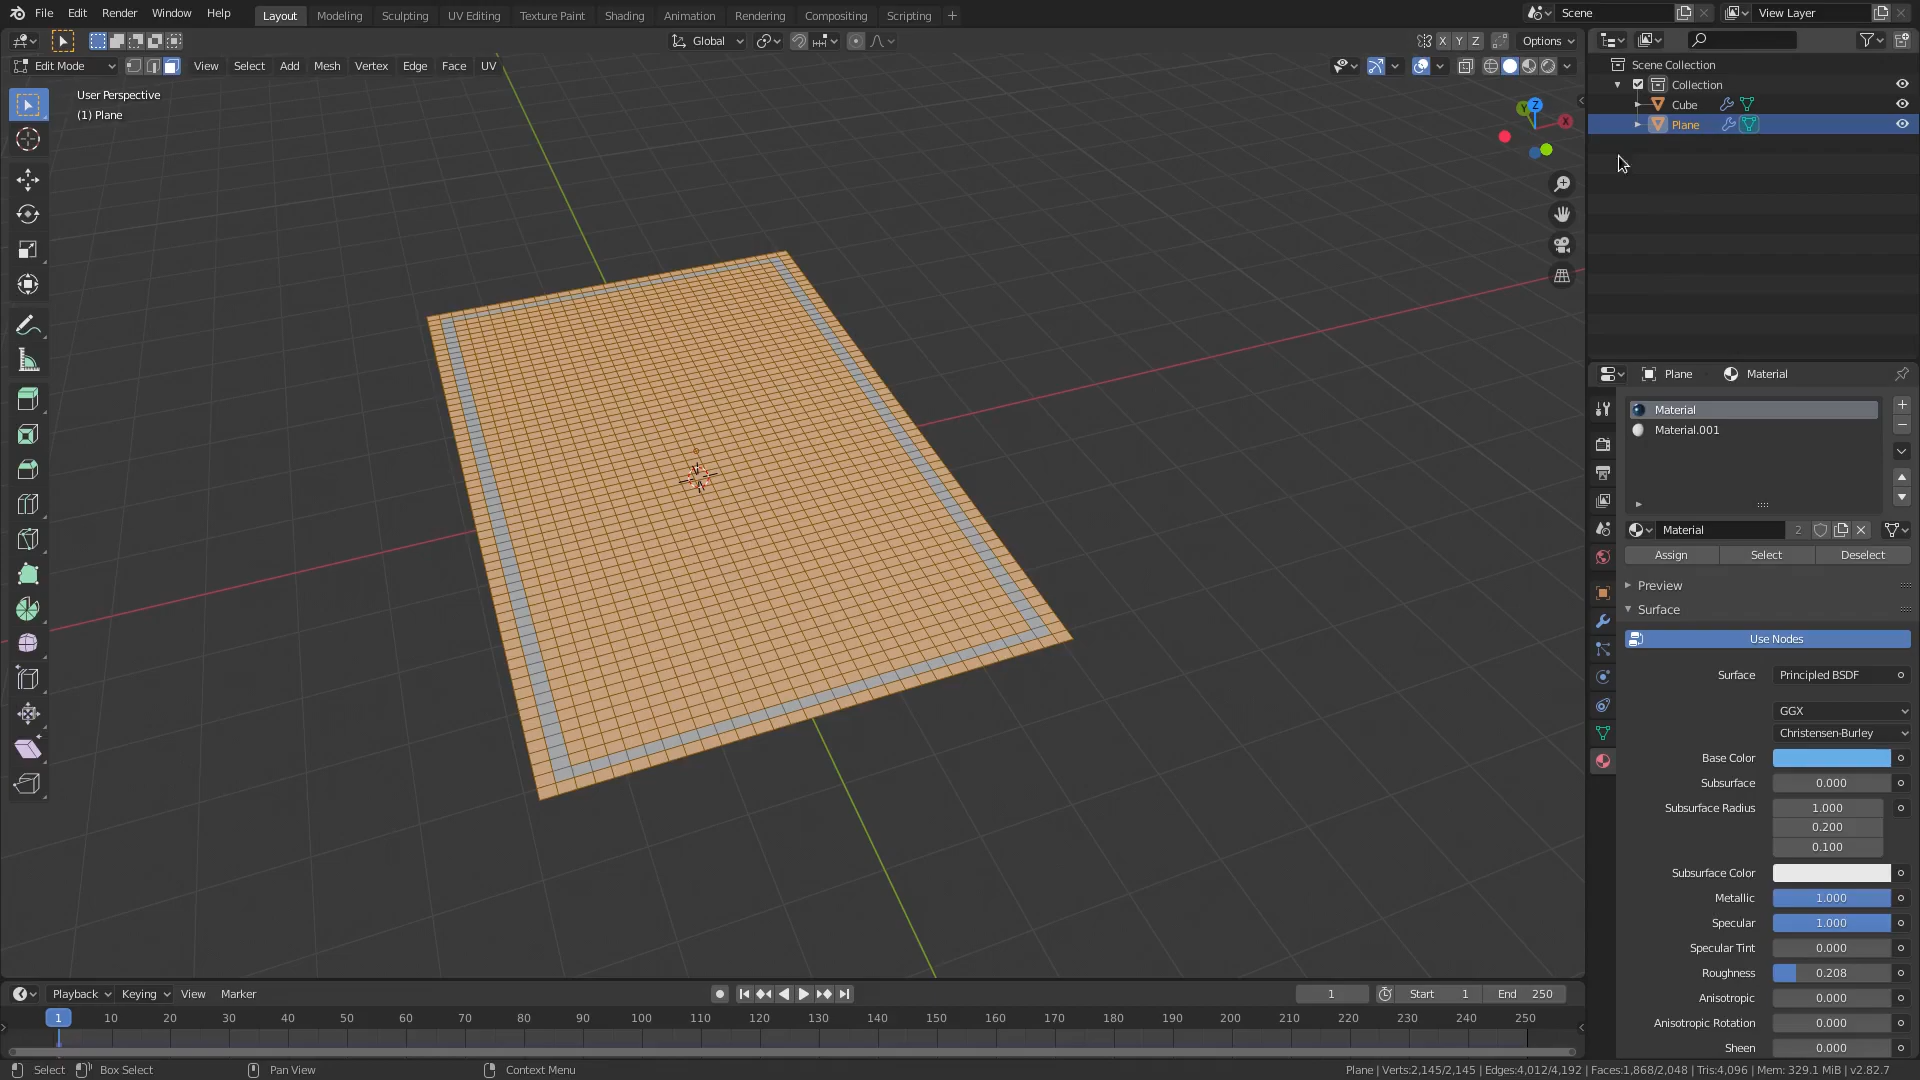 File Edit Render Window Help
Layout Modeling Sculpting UV Editing Texture Paint Shading Animation Rendering Compositing Scripting +
Scene
View Layer
Global
X Y Z
Options
Edit Mode
View Select Add Mesh Vertex Edge Face UV
User Perspective
(1) Plane
Z
Y
X
Scene Collection
Collection
Cube
Plane
Plane Material
Material
Material.001
Material 2
Assign Select Deselect
Preview
Surface
Use Nodes
Surface Principled BSDF
GGX
Christensen-Burley
Base Color
Subsurface 0.000
Subsurface Radius 1.000
0.200
0.100
Subsurface Color
Metallic 1.000
Specular 1.000
Specular Tint 0.000
Roughness 0.208
Anisotropic 0.000
Anisotropic Rotation 0.000
Sheen 0.000
Playback Keying View Marker
1 Start 1 End 250
1 10 20 30 40 50 60 70 80 90 100 110 120 130 140 150 160 170 180 190 200 210 220 230 240 250
Select Box Select Pan View Context Menu
Plane | Verts:2,145/2,145 | Edges:4,012/4,192 | Faces:1,868/2,048 | Tris:4,096 | Mem: 329.1 MiB | v2.82.7